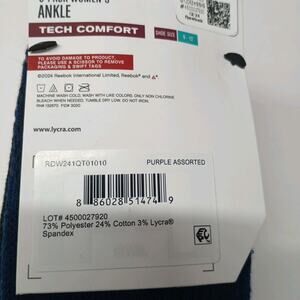 ANKLE
TECH COMFORT
SHOE SIZE
TO AVOID DAMAGE TO PRODUCT,
PLEASE USE A SCISSOR TO REMOVE
PACKAGING & SWIFT TAGS
©2024 Reebok International Limited, Reebok® and
MACHINE WASH COLD, WASH WITH LIKE COLORS, ONLY NON CHLORINE
BLEACH WHEN NEEDED. TUMBLE DRY LOW. DO NOT IRON.
www.lycra.com
RDW241QT01010
PURPLE ASSORTED
8 86028 51474 9
LOT# 4500027920
73% Polyester 24% Cotton 3% Lycra®
Spandex